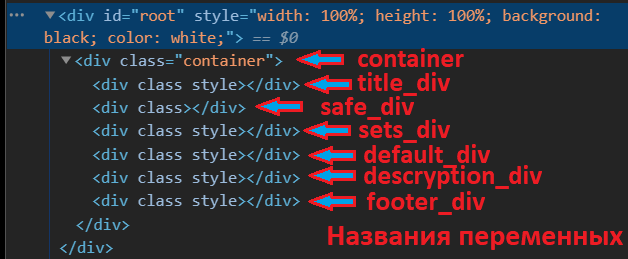 ··· ▼<div id="root" style="width: 100%; height: 100%; background:
black; color: white;"> == $0
▼<div class="container"> container
<div class style></div> title_div
<div class></div> safe_div
<div class style></div> sets_div
<div class style></div> default_div
<div class style></div> descryption_div
<div class style></div> footer_div
</div> Названия переменных
</div>